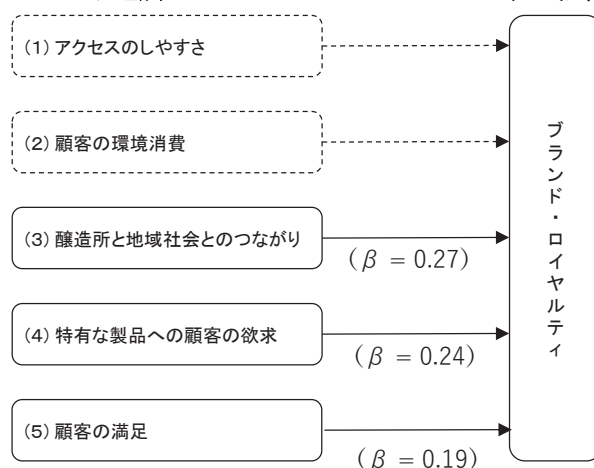 (1) アクセスのしやすさ
(2) 顧客の環境消費
(3) 醸造所と地域社会とのつながり
(β = 0.27)
(4) 特有な製品への顧客の欲求
(β = 0.24)
(5) 顧客の満足
(β = 0.19)
ブランド・ロイヤルティ